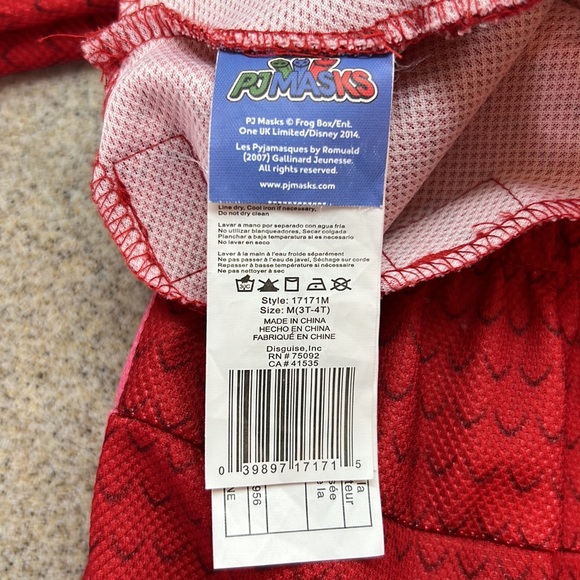 PJMASKS
PJ Masks © Frog Box/Ent.
One UK Limited/Disney 2014.
Les Pyjamasques by Romuald
(2007) Gallinard Jeunesse.
All rights reserved.
www.pjmasks.com
Line dry, Cool iron if necessary,
Do not dry clean
Lavar a mano por separado con agua fria
No utilizar blanqueadores, Secar colgada
Planchar a baja temperatura si es necesario
No lavar en seco
Laver à la main à l'eau froide séparément
Ne pas passer à l'eau de javel, Séchage sur corde
Repasser à basse température si nécessaire
Ne pas nettoyer à sec
Style: 17171M
Size: M(3T-4T)
MADE IN CHINA
HECHO EN CHINA
FABRIQUÉ EN CHINE
Disguise,Inc
RN # 75092
CA # 41535
0 39897 17171 5
NE
956